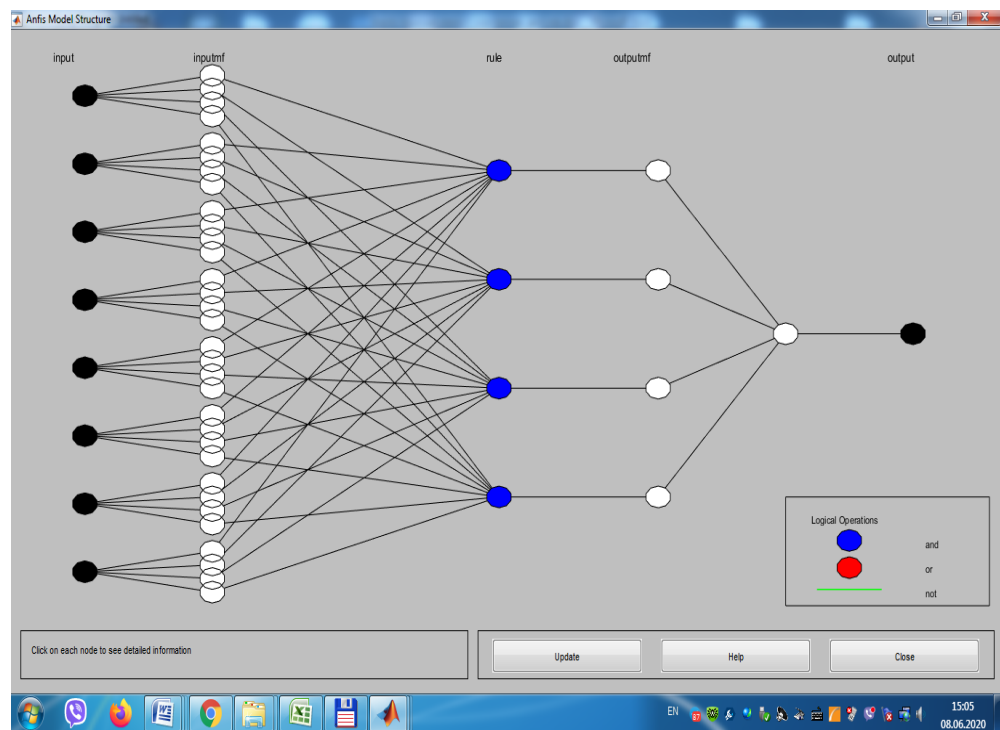 Anfis Model Structure
input inputmf rule outputmf output
Logical Operations
and
or
not
Click on each node to see detailed information
Update Help Close
EN 87 15:05
08.06.2020